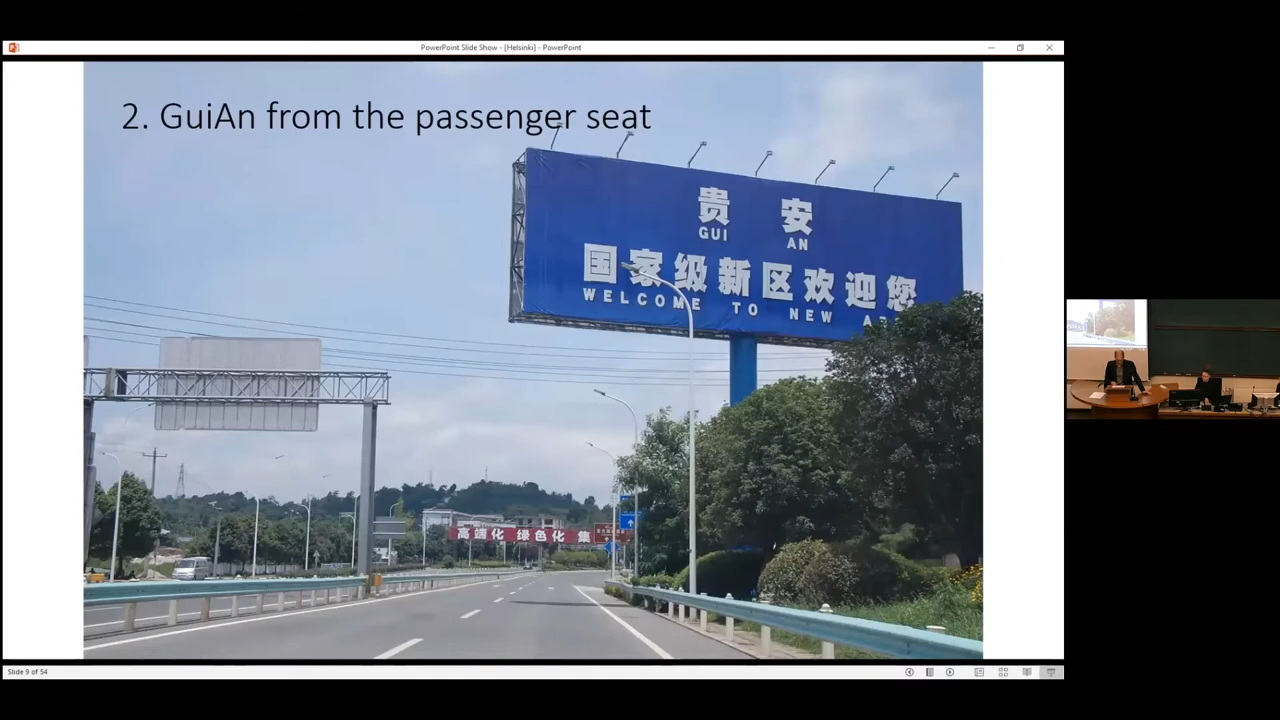 PowerPoint Slide Show - [Helsinki] - PowerPoint
2. GuiAn from the passenger seat
贵 安
GUI AN
国家级新区欢迎您
WELCOME TO NEW
高端化 绿色化 集
Slide 9 of 54